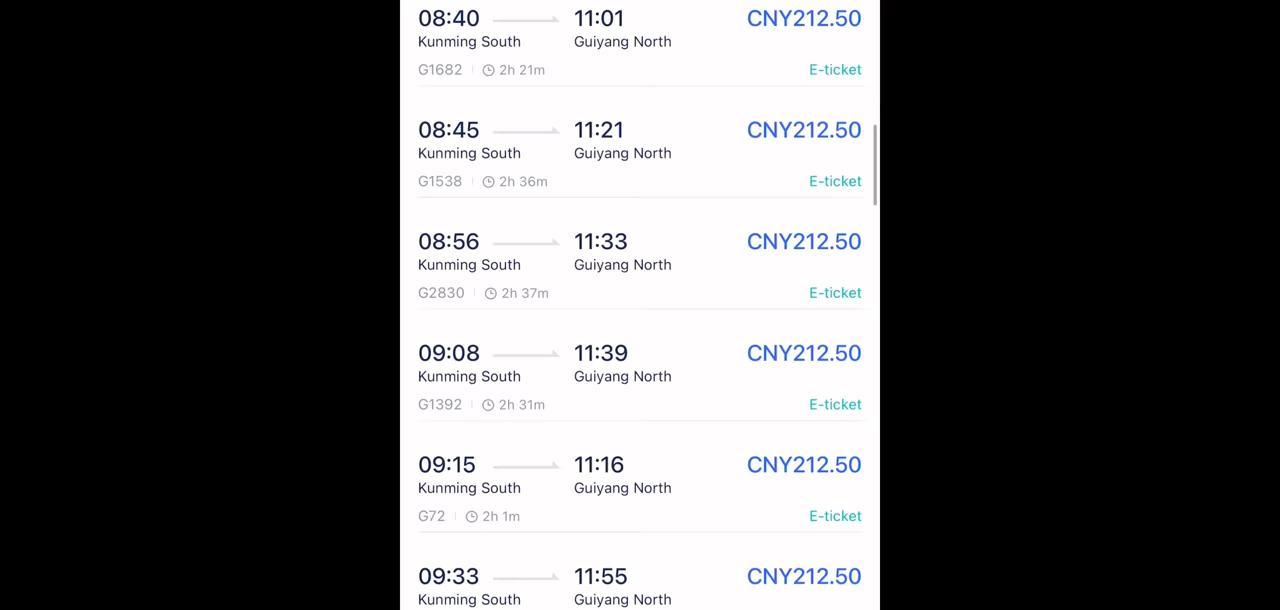 08:40 11:01 CNY212.50
Kunming South Guiyang North
G1682 2h 21m E-ticket
08:45 11:21 CNY212.50
Kunming South Guiyang North
G1538 2h 36m E-ticket
08:56 11:33 CNY212.50
Kunming South Guiyang North
G2830 2h 37m E-ticket
09:08 11:39 CNY212.50
Kunming South Guiyang North
G1392 2h 31m E-ticket
09:15 11:16 CNY212.50
Kunming South Guiyang North
G72 2h 1m E-ticket
09:33 11:55 CNY212.50
Kunming South Guiyang North